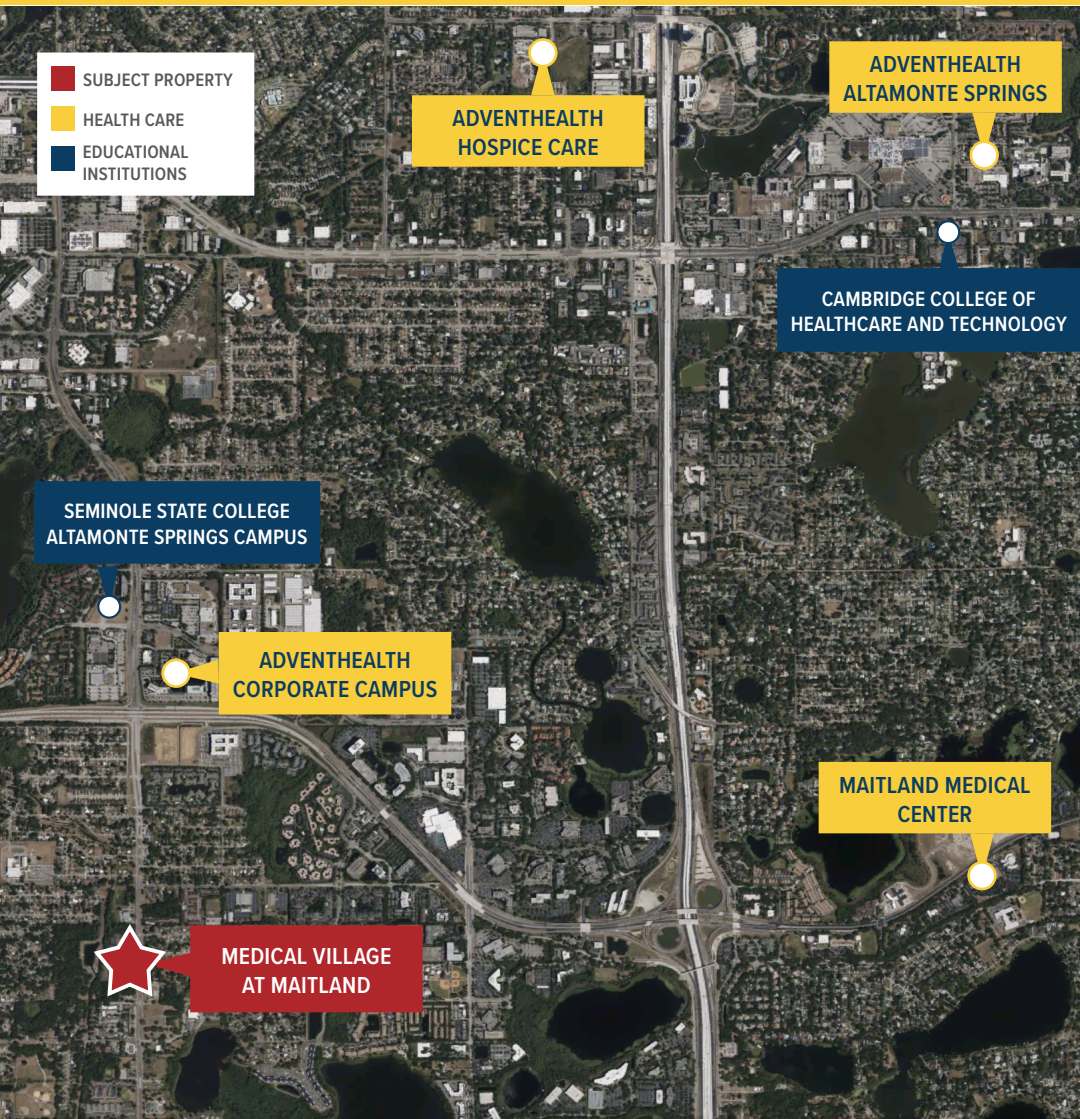 SUBJECT PROPERTY
HEALTH CARE
EDUCATIONAL
INSTITUTIONS
ADVENTHEALTH
HOSPICE CARE
ADVENTHEALTH
ALTAMONTE SPRINGS
CAMBRIDGE COLLEGE OF
HEALTHCARE AND TECHNOLOGY
SEMINOLE STATE COLLEGE
ALTAMONTE SPRINGS CAMPUS
ADVENTHEALTH
CORPORATE CAMPUS
MAITLAND MEDICAL
CENTER
MEDICAL VILLAGE
AT MAITLAND